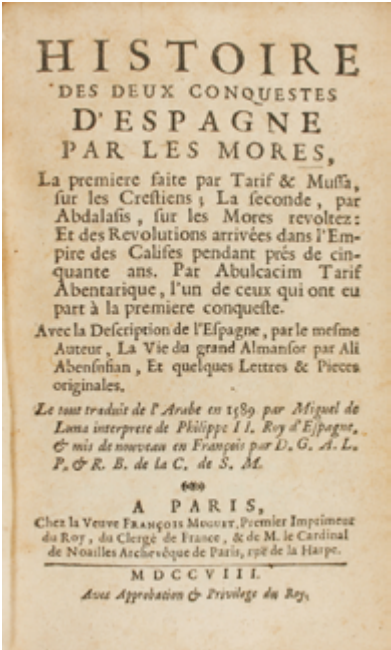 HISTOIRE
DES DEUX CONQUESTES
D'ESPAGNE
PAR LES MORES,
La premiere faite par Tarif & Mussa,
sur les Crestiens; La seconde, par
Abdalasis, sur les Mores revoltez:
Et des Revolutions arrivées dans l'Em-
pire des Califes pendant prés de cin-
quante ans. Par Abulcacim Tarif
Abentarique, l'un de ceux qui ont eu
part à la premiere conqueste.
Avec la Description de l'Espagne, par le mesme
Auteur, La Vie du grand Almansor par Ali
Abensufian, Et quelques Lettres & Pieces
originales.
Le tout traduit de l'Arabe en 1589 par Miguel de
Luna interprete de Philippe II. Roy d'Espagne,
& mis de nouveau en François par D. G. A. L.
P. & R. B. de la C. de S. M.
A PARIS,
Chez la Veuve FRANÇOIS MUGUET, Premier Imprimeur
du Roy, du Clergé de France, & de M. le Cardinal
de Noailles Archevêque de Paris, ruë de la Harpe.
MDCCVIII.
Avec Approbation & Privilege du Roy.